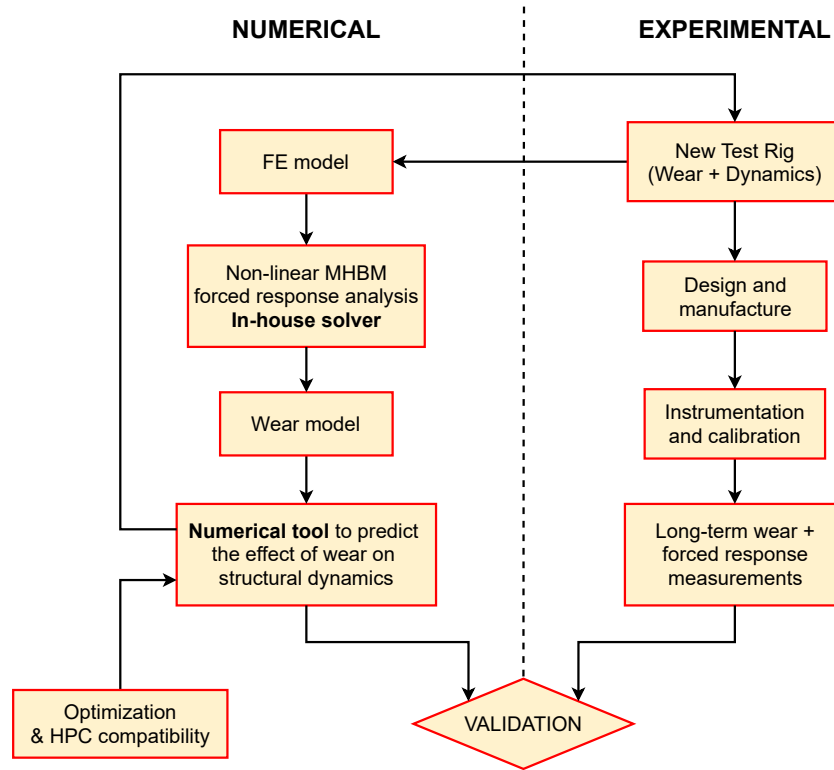 NUMERICAL
EXPERIMENTAL
FE model
New Test Rig
(Wear + Dynamics)
Non-linear MHBM
forced response analysis
In-house solver
Design and
manufacture
Wear model
Instrumentation
and calibration
Numerical tool to predict
the effect of wear on
structural dynamics
Long-term wear +
forced response
measurements
Optimization
& HPC compatibility
VALIDATION